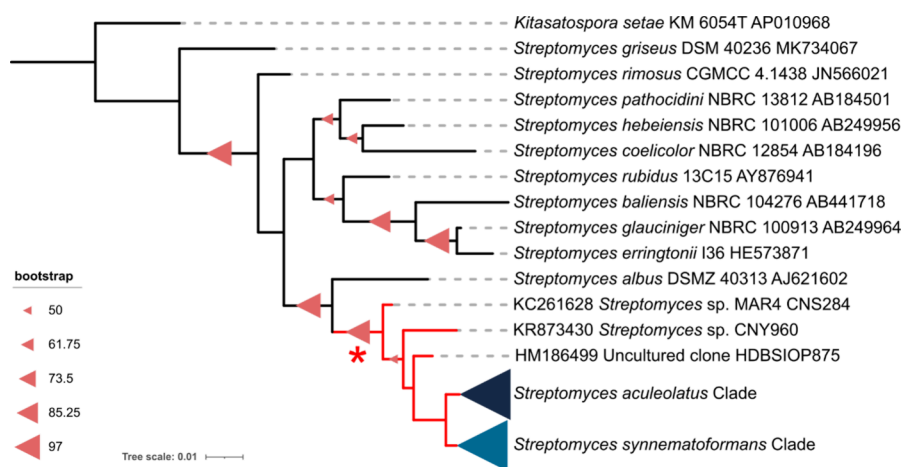 Kitasatospora setae KM 6054T AP010968
Streptomyces griseus DSM 40236 MK734067
Streptomyces rimosus CGMCC 4.1438 JN566021
Streptomyces pathocidini NBRC 13812 AB184501
Streptomyces hebeiensis NBRC 101006 AB249956
Streptomyces coelicolor NBRC 12854 AB184196
Streptomyces rubidus 13C15 AY876941
Streptomyces baliensis NBRC 104276 AB441718
Streptomyces glauciniger NBRC 100913 AB249964
Streptomyces erringtonii I36 HE573871
Streptomyces albus DSMZ 40313 AJ621602
KC261628 Streptomyces sp. MAR4 CNS284
KR873430 Streptomyces sp. CNY960
HM186499 Uncultured clone HDBSIOP875
Streptomyces aculeolatus Clade
Streptomyces synnematoformans Clade
bootstrap
50
61.75
73.5
85.25
97
Tree scale: 0.01
*